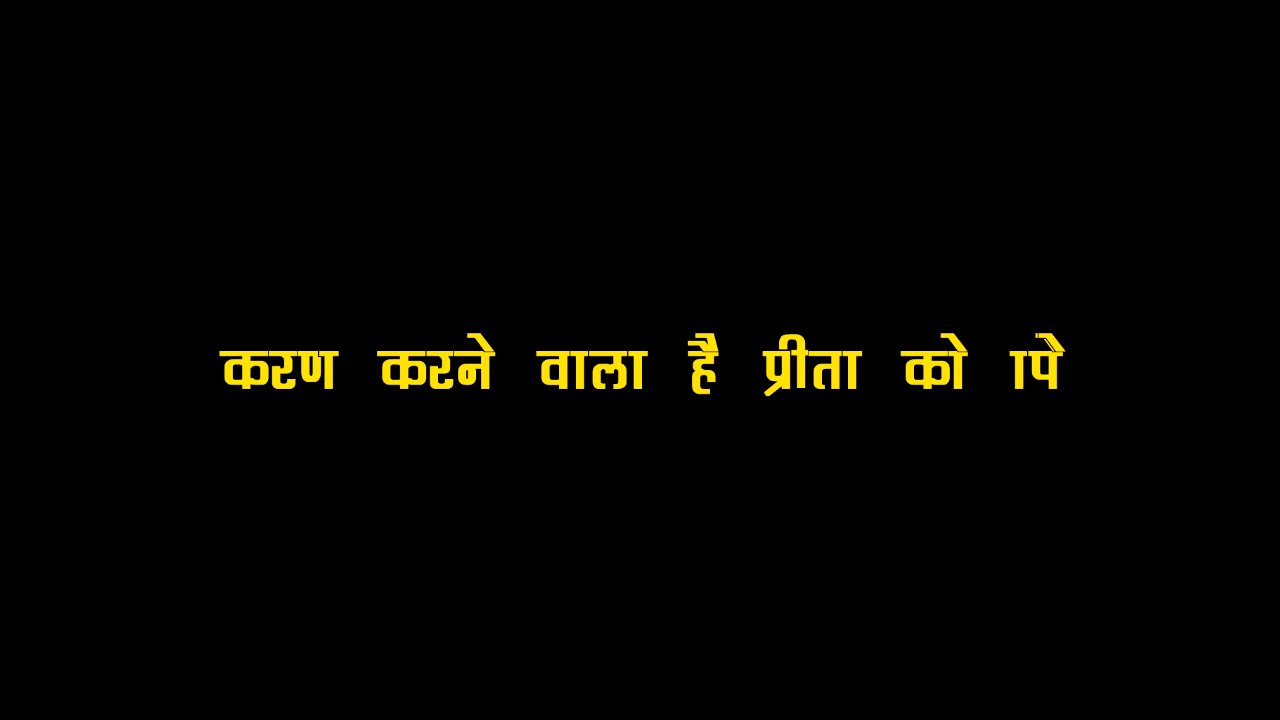 करण करने वाला है प्रीता को